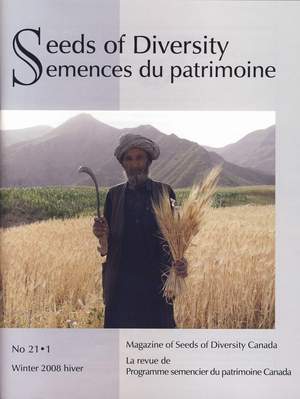 Seeds of Diversity
Semences du patrimoine
No 21•1
Winter 2008 hiver
Magazine of Seeds of Diversity Canada
La revue de
Programme semencier du patrimoine Canada